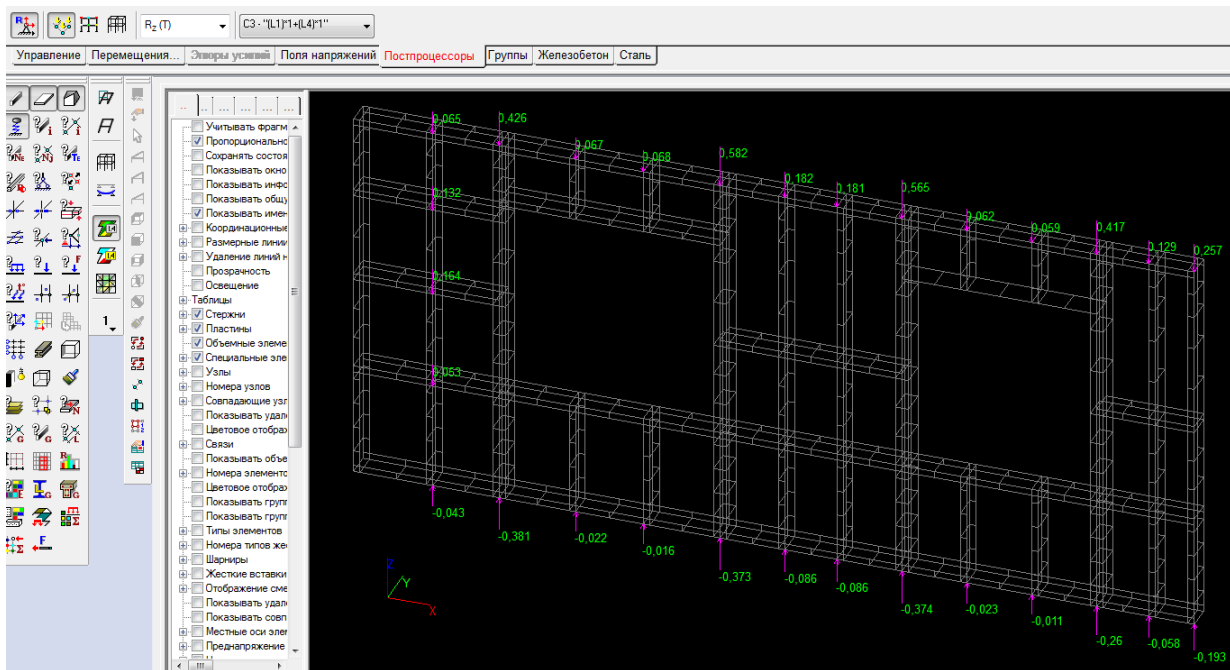 Rz (T)
C3 - "(L1)*1+(L4)*1"
Управление Перемещения... Эпюры усилий Поля напряжений Постпроцессоры Группы Железобетон Сталь
Учитывать фрагм
Пропорционально
Сохранять состоя
Показывать окно
Показывать инфо
Показывать общу
Показывать имен
Координационные
Размерные линии
Удаление линий н
Прозрачность
Освещение
Таблицы
Стержни
Пластины
Объемные элеме
Специальные эле
Узлы
Номера узлов
Совпадающие узл
Показывать удал
Цветовое отображ
Связи
Показывать объе
Номера элементо
Цветовое отображ
Показывать групг
Показывать групг
Типы элементов
Номера типов жес
Шарниры
Жесткие вставки
Отображение сме
Показывать удал
Показывать совп
Местные оси элем
Преднапряжение
1
0,065
0,426
0,067
0,068
0,582
0,182
0,181
0,565
0,062
0,059
0,417
0,129
0,257
0,132
0,164
0,053
-0,043
-0,381
-0,022
-0,016
-0,373
-0,086
-0,086
-0,374
-0,023
-0,011
-0,26
-0,058
-0,193
Z
Y
X